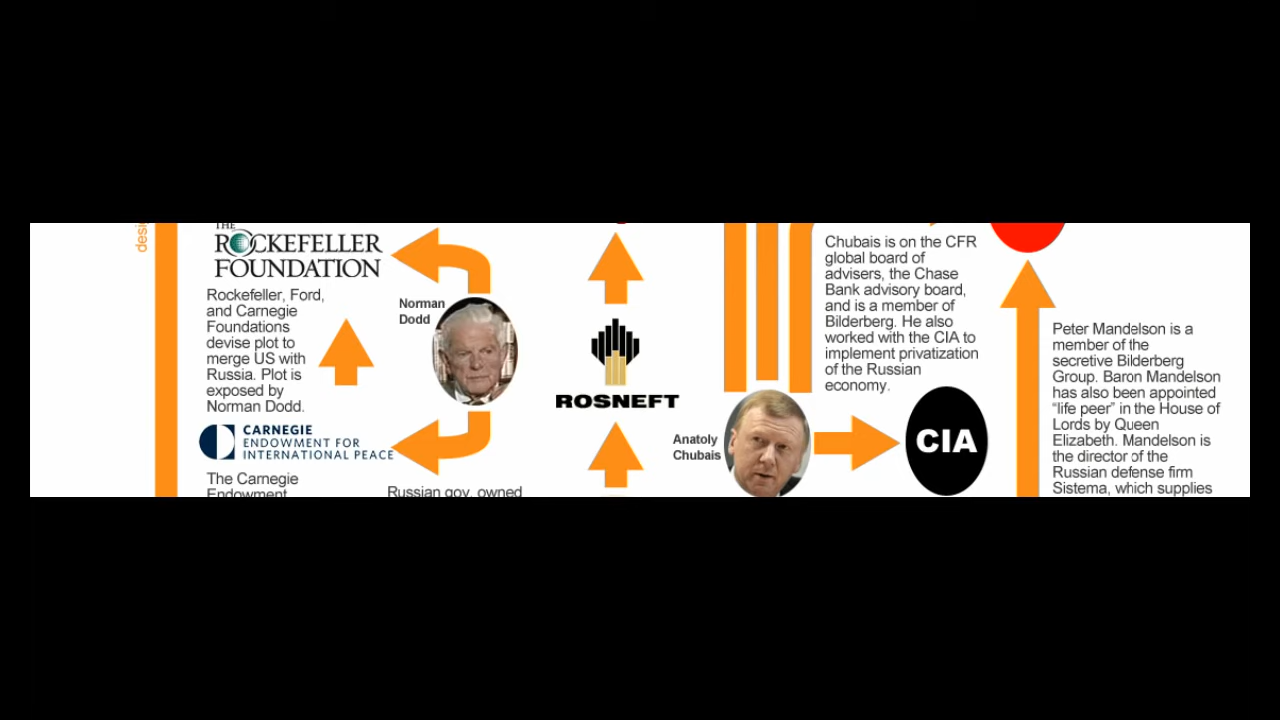 desi
THE
ROCKEFELLER
FOUNDATION
Rockefeller, Ford,
and Carnegie
Foundations
devise plot to
merge US with
Russia. Plot is
exposed by
Norman Dodd.
CARNEGIE
ENDOWMENT FOR
INTERNATIONAL PEACE
The Carnegie
Endowment
Norman
Dodd
Russian gov. owned
ROSNEFT
Anatoly
Chubais
Chubais is on the CFR
global board of
advisers, the Chase
Bank advisory board,
and is a member of
Bilderberg. He also
worked with the CIA to
implement privatization
of the Russian
economy.
CIA
Peter Mandelson is a
member of the
secretive Bilderberg
Group. Baron Mandelson
has also been appointed
“life peer” in the House of
Lords by Queen
Elizabeth. Mandelson is
the director of the
Russian defense firm
Sistema, which supplies